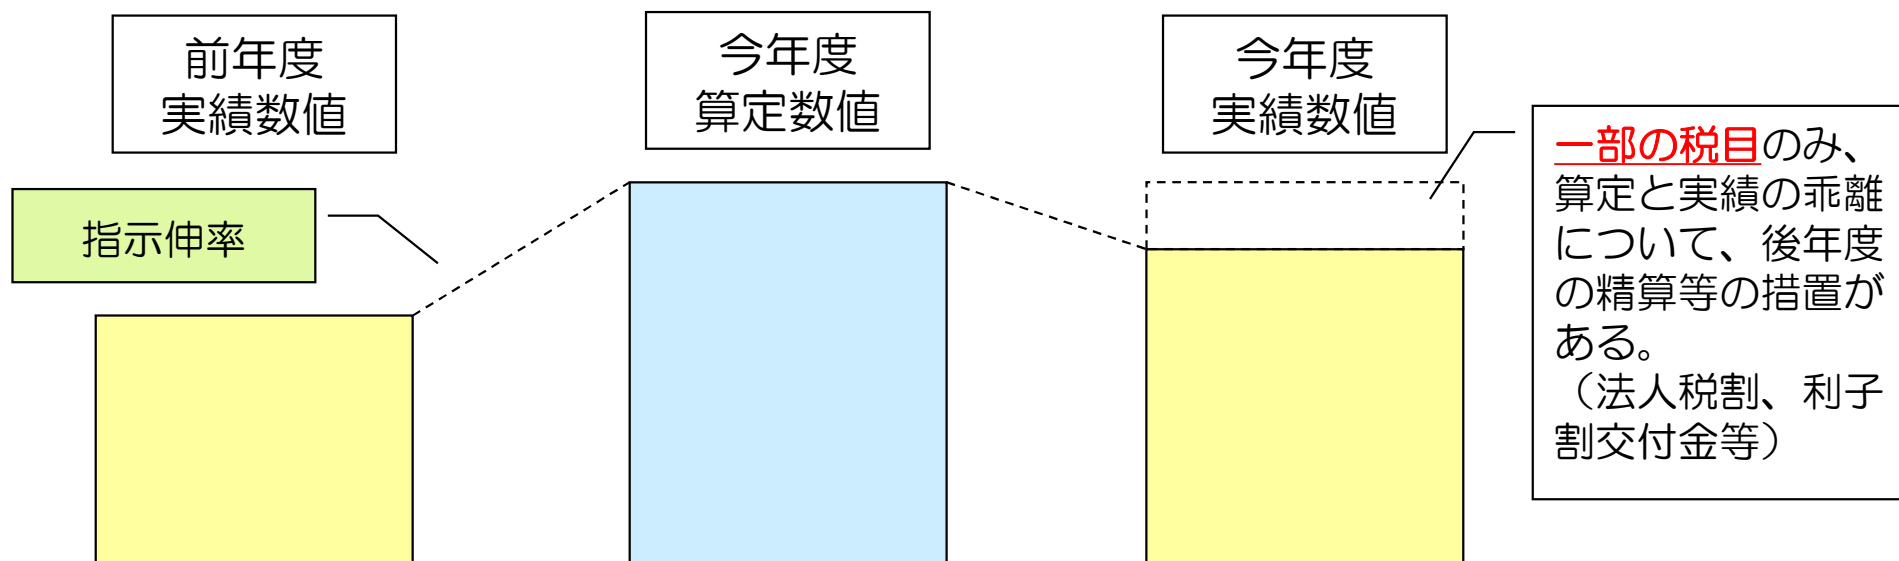 前年度
実績数値
今年度
算定数値
今年度
実績数値
指示伸率
一部の税目のみ、
算定と実績の乖離
について、後年度
の精算等の措置が
ある。
（法人税割、利子
割交付金等）